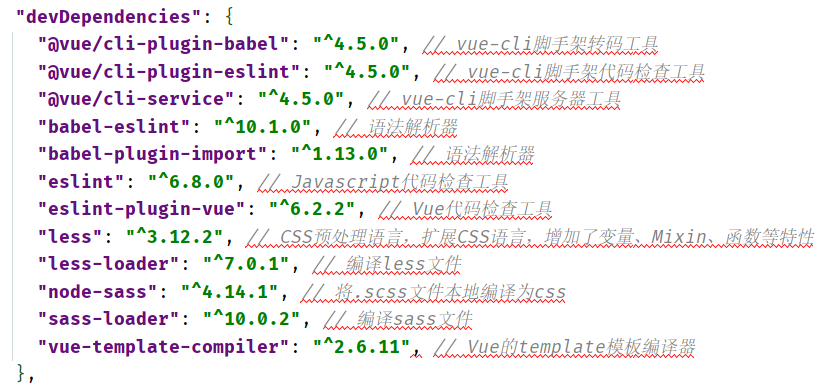 "devDependencies": {
"@vue/cli-plugin-babel": "^4.5.0", // vue-cli脚手架转码工具
"@vue/cli-plugin-eslint": "^4.5.0", // vue-cli脚手架代码检查工具
"@vue/cli-service": "^4.5.0", // vue-cli脚手架服务器工具
"babel-eslint": "^10.1.0", // 语法解析器
"babel-plugin-import": "^1.13.0", // 语法解析器
"eslint": "^6.8.0", // Javascript代码检查工具
"eslint-plugin-vue": "^6.2.2", // Vue代码检查工具
"less": "^3.12.2", // CSS预处理语言，扩展CSS语言，增加了变量、Mixin、函数等特性
"less-loader": "^7.0.1", // 编译less文件
"node-sass": "^4.14.1", // 将.scss文件本地编译为css
"sass-loader": "^10.0.2", // 编译sass文件
"vue-template-compiler": "^2.6.11", // Vue的template模板编译器
},